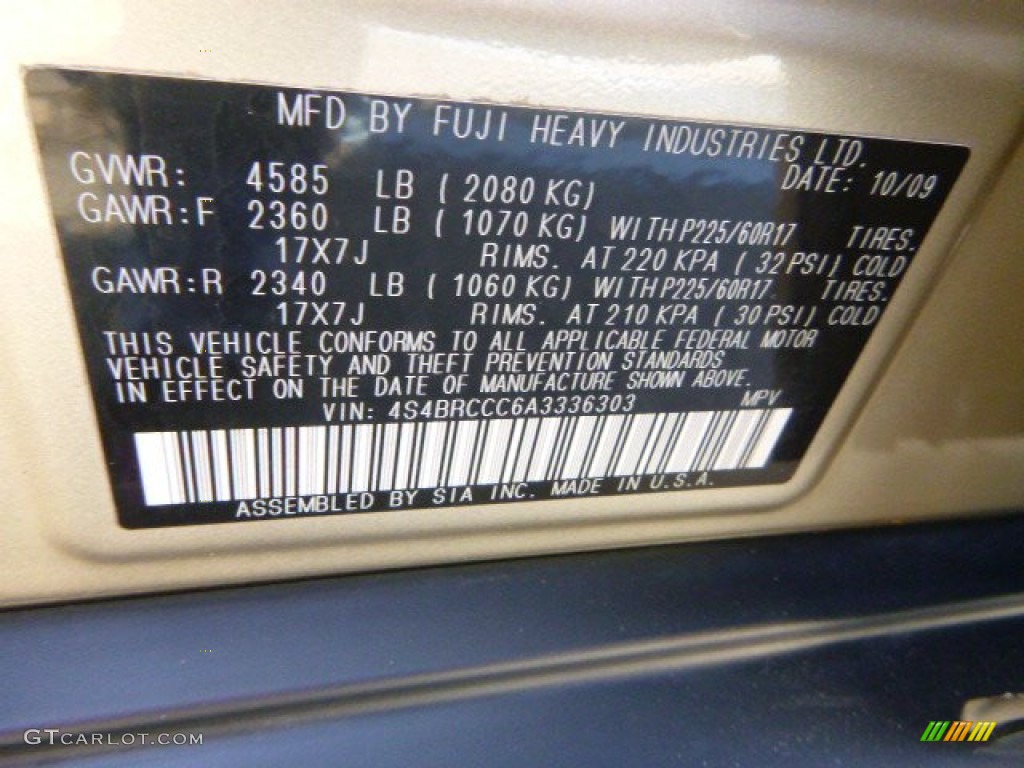 MFD BY FUJI HEAVY INDUSTRIES LTD.
DATE: 10/09
GVWR: 4585 LB ( 2080 KG)
GAWR:F 2360 LB ( 1070 KG) WITH P225/60R17 TIRES.
17X7J RIMS. AT 220 KPA ( 32PSI) COLD
GAWR:R 2340 LB ( 1060 KG) WITH P225/60R17 TIRES.
17X7J RIMS. AT 210 KPA ( 30PSI) COLD
THIS VEHICLE CONFORMS TO ALL APPLICABLE FEDERAL MOTOR
VEHICLE SAFETY AND THEFT PREVENTION STANDARDS
IN EFFECT ON THE DATE OF MANUFACTURE SHOWN ABOVE.
VIN: 4S4BRCCC6A3336303 MPV
ASSEMBLED BY SIA INC. MADE IN U.S.A.
GTCARLOT.COM